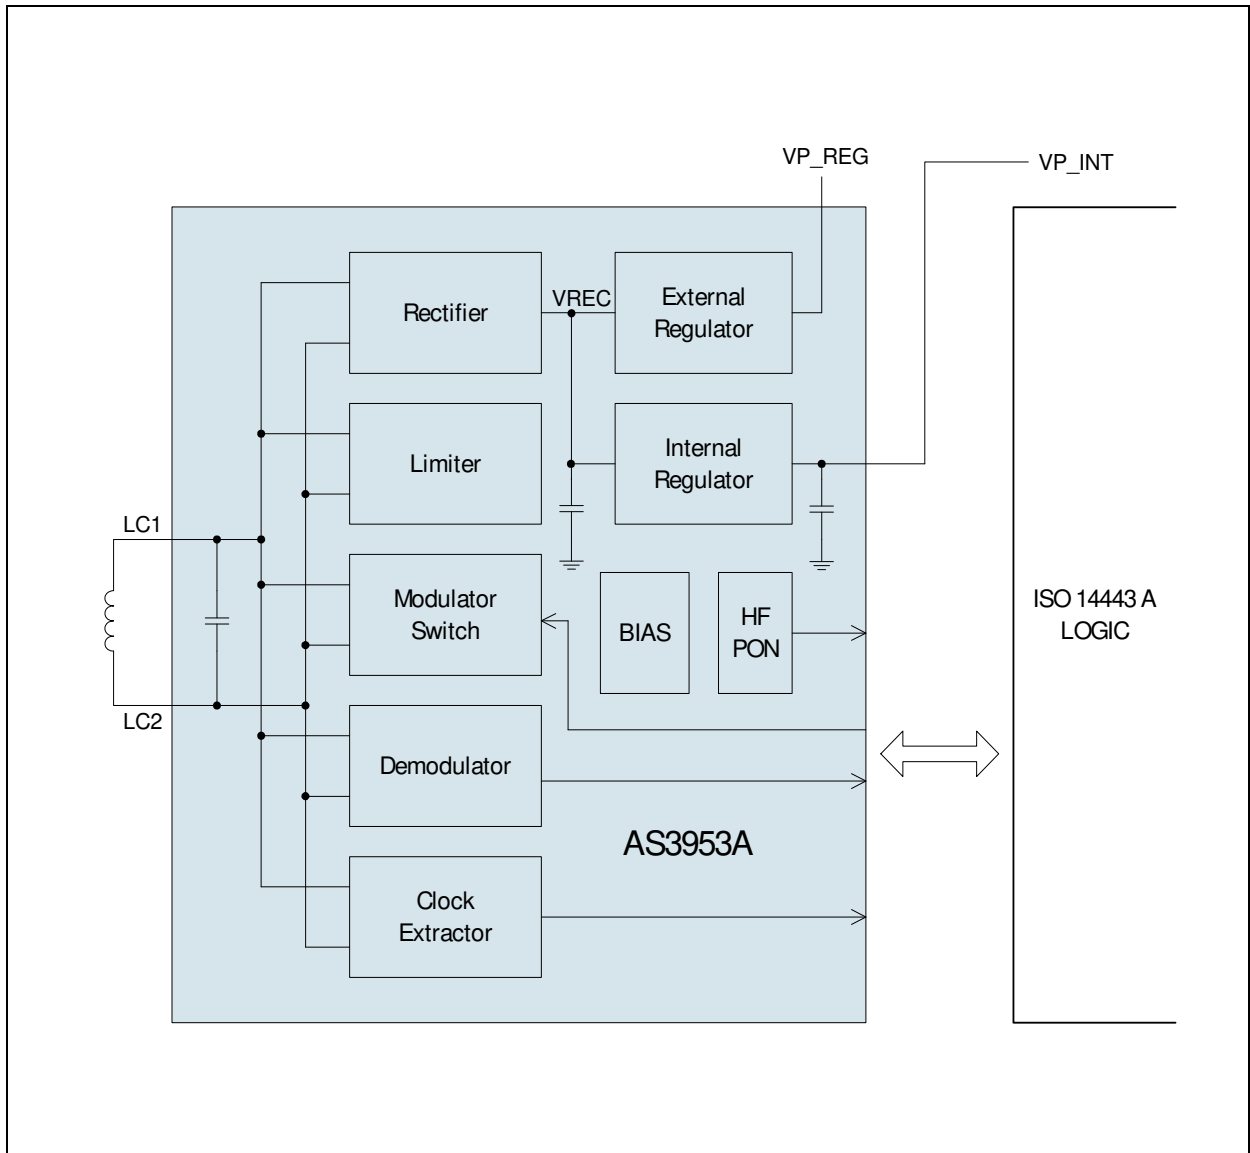 VP_REG
VP_INT
Rectifier
VREC
External
Regulator
Limiter
Internal
Regulator
LC1
Modulator
Switch
BIAS
HF
PON
ISO 14443 A
LOGIC
LC2
Demodulator
AS3953A
Clock
Extractor